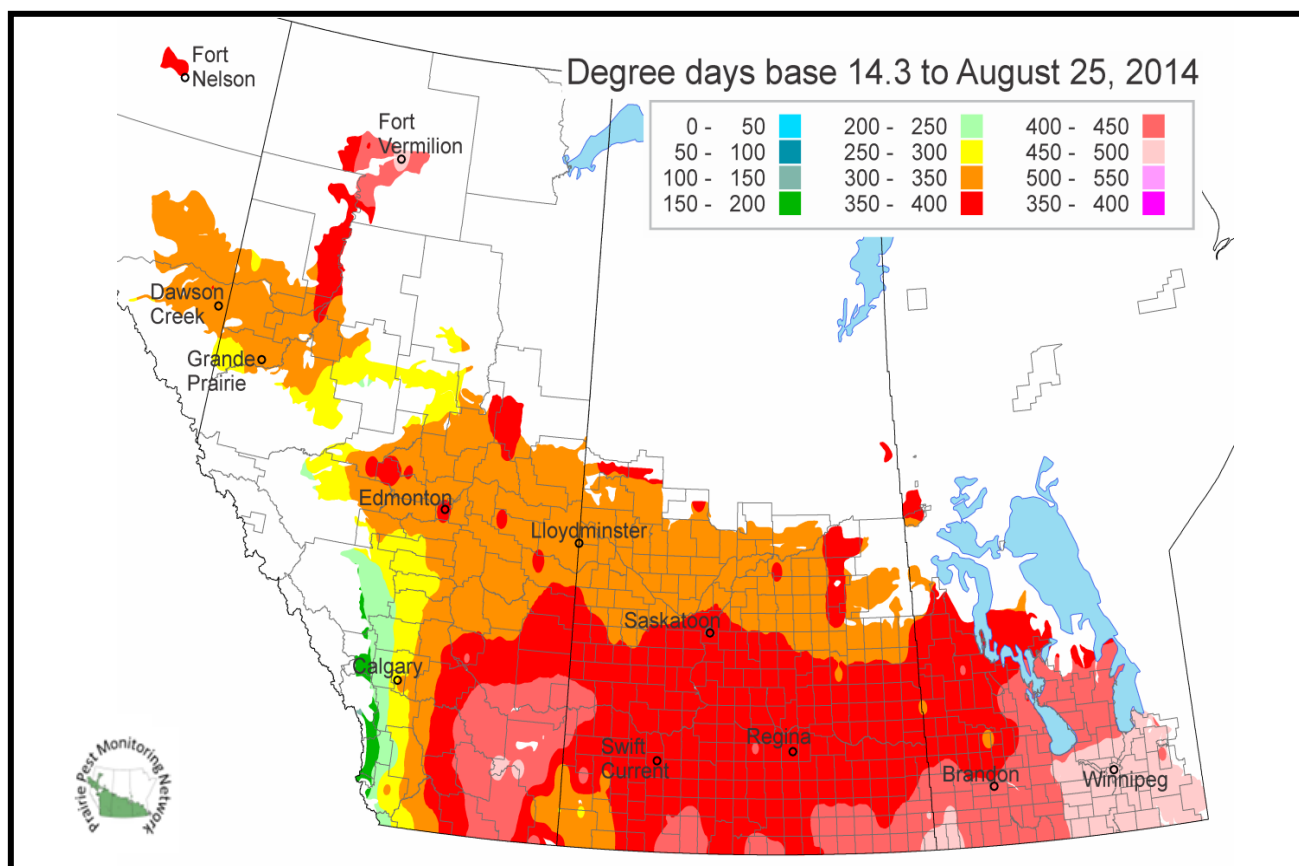 Degree days base 14.3 to August 25, 2014
0 - 50
50 - 100
100 - 150
150 - 200
200 - 250
250 - 300
300 - 350
350 - 400
400 - 450
450 - 500
500 - 550
350 - 400
Fort
Nelson
Fort
Vermilion
Dawson
Creek
Grande
Prairie
Edmonton
Lloydminster
Saskatoon
Calgary
Swift
Current
Regina
Brandon
Winnipeg
Prairie Pest Monitoring Network